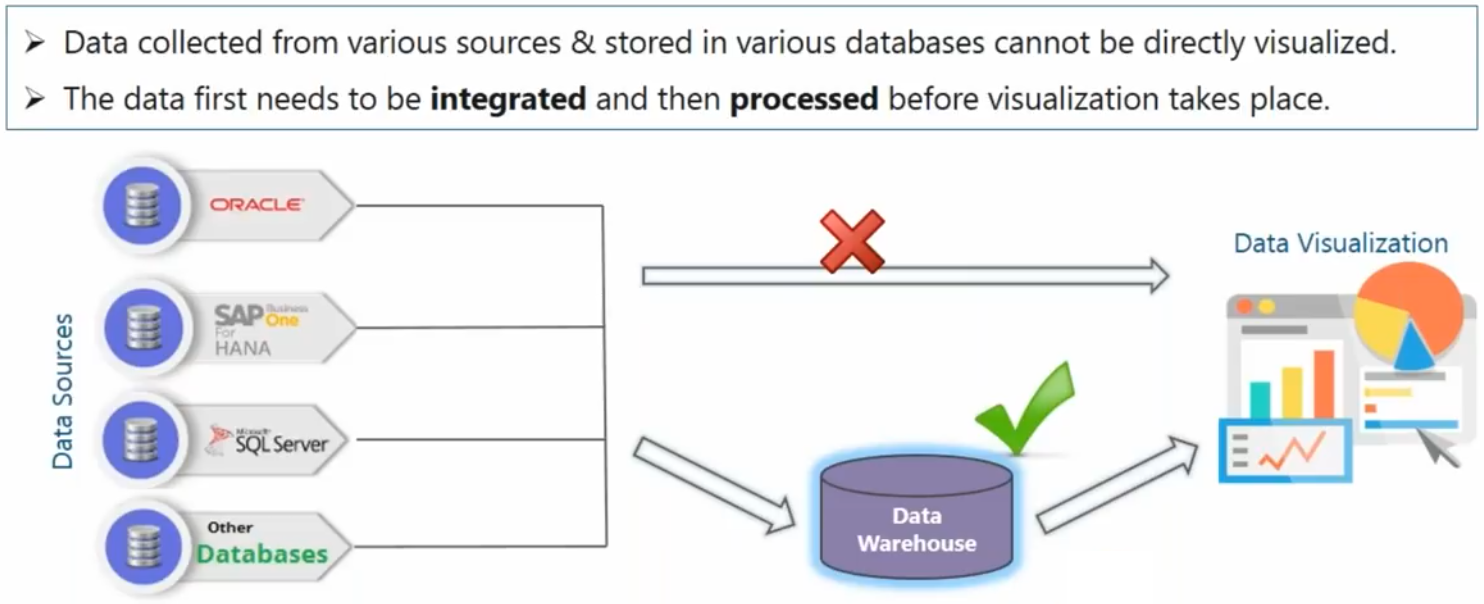 ➢ Data collected from various sources & stored in various databases cannot be directly visualized.
➢ The data first needs to be integrated and then processed before visualization takes place.
Data Sources
ORACLE
SAP Business
One
For
HANA
Microsoft
SQL Server
Other
Databases
Data
Warehouse
Data Visualization